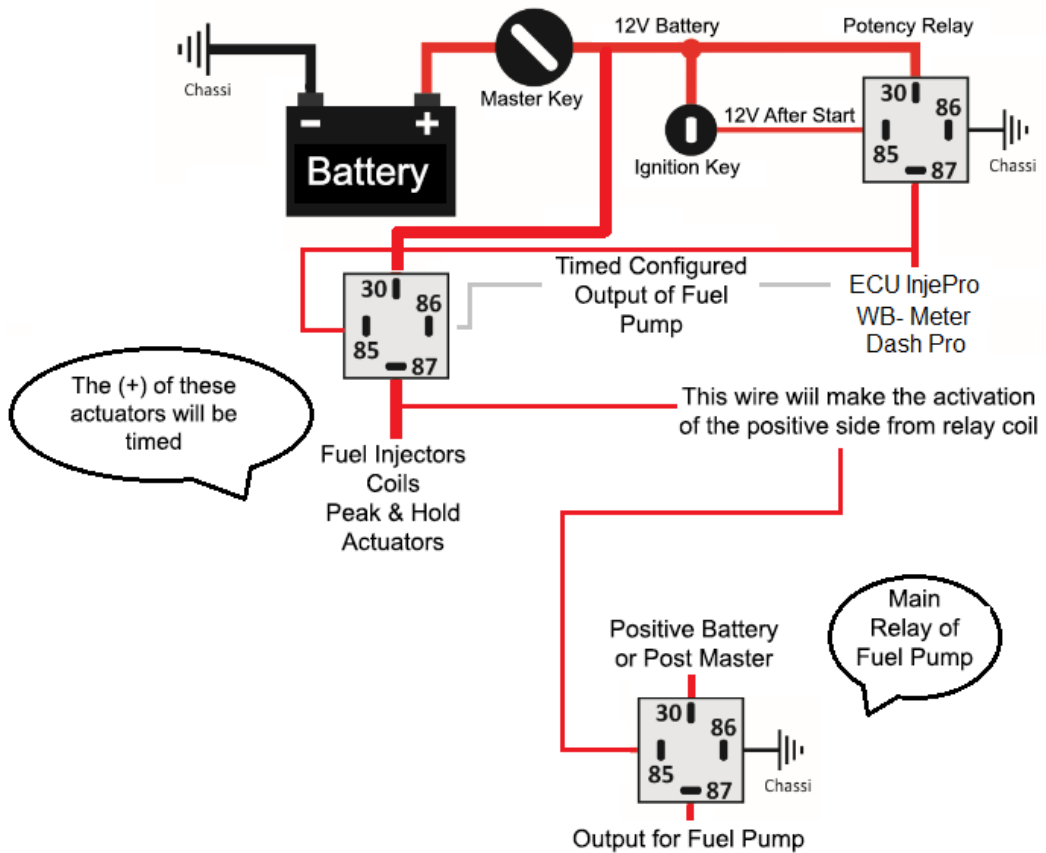 12V Battery
Potency Relay
Chassi
Master Key
30
86
85
87
12V After Start
Chassi
Ignition Key
-
+
Battery
30
86
85
87
Timed Configured
Output of Fuel
Pump
ECU InjePro
WB- Meter
Dash Pro
The (+) of these
actuators will be
timed
This wire wiil make the activation
of the positive side from relay coil
Fuel Injectors
Coils
Peak & Hold
Actuators
Main
Relay of
Fuel Pump
Positive Battery
or Post Master
30
86
85
87
Chassi
Output for Fuel Pump